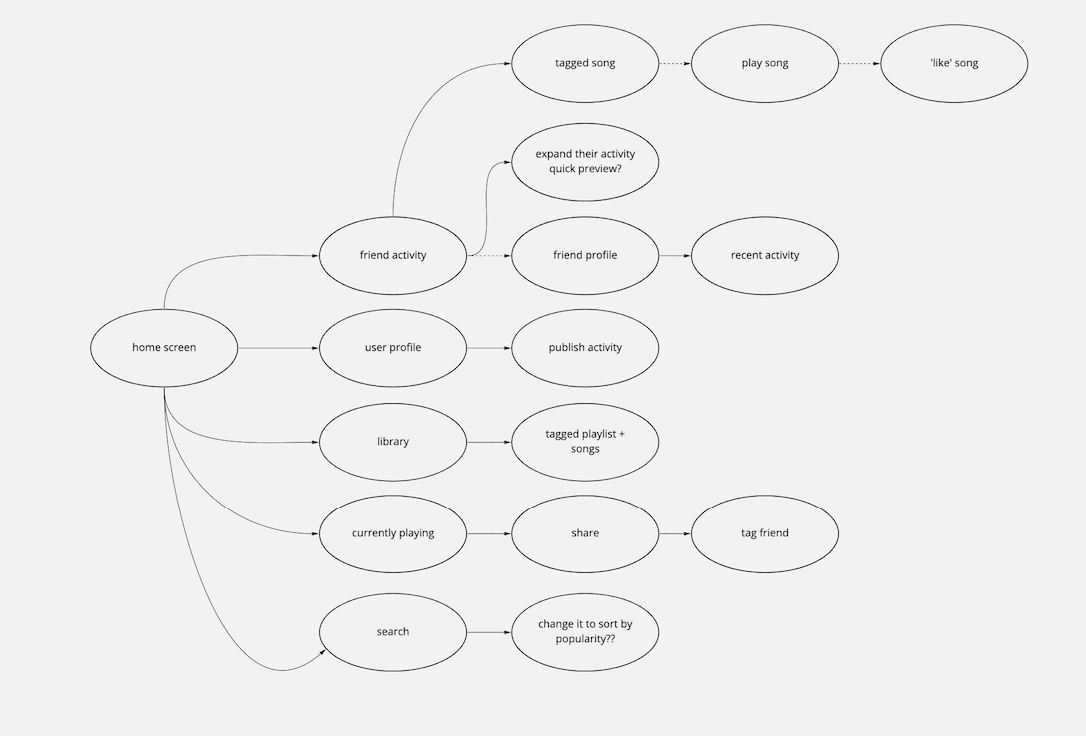 tagged song
play song
'like' song
expand their activity
quick preview?
friend activity
friend profile
recent activity
home screen
user profile
publish activity
library
tagged playlist +
songs
currently playing
share
tag friend
search
change it to sort by
popularity??